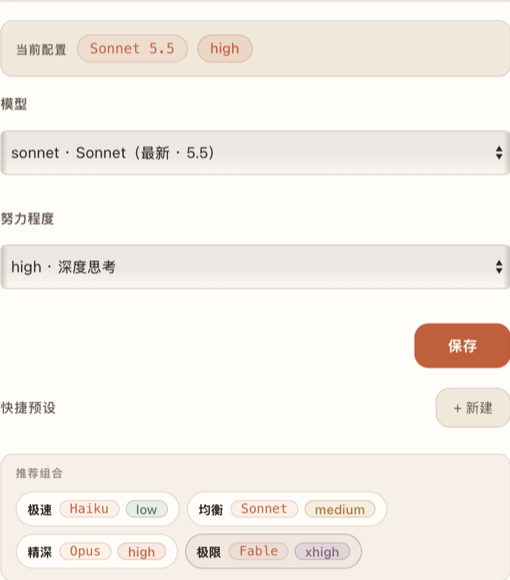 当前配置 Sonnet 5.5 high
模型
sonnet · Sonnet（最新 · 5.5）
努力程度
high · 深度思考
保存
快捷预设 + 新建
推荐组合
极速 Haiku low 均衡 Sonnet medium
精深 Opus high 极限 Fable xhigh